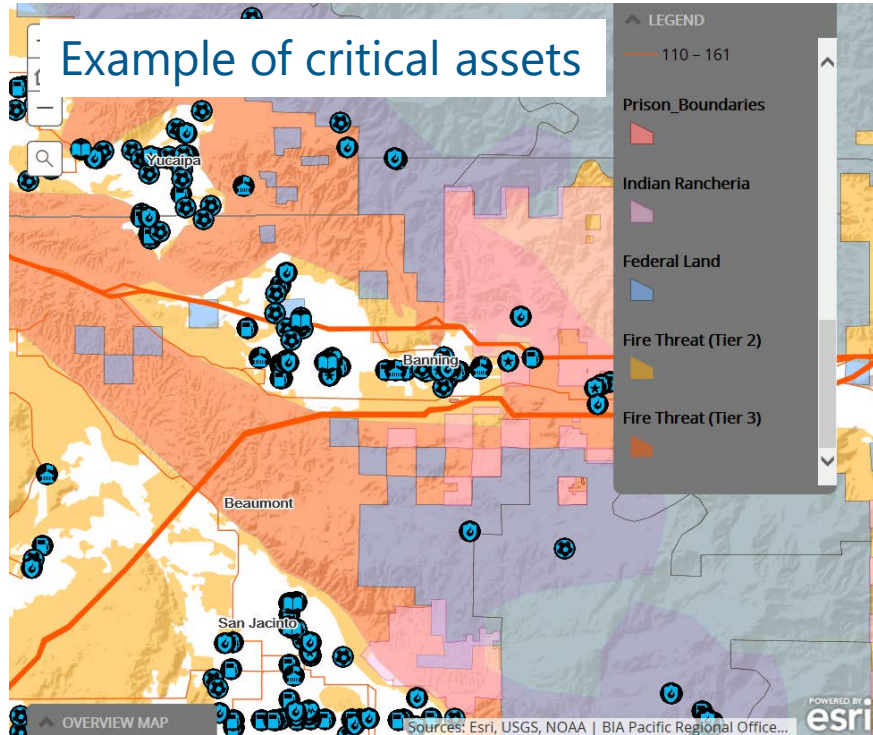 Example of critical assets
LEGEND
110 – 161
Prison_Boundaries
Indian Rancheria
Federal Land
Fire Threat (Tier 2)
Fire Threat (Tier 3)
Yucaipa
Banning
Beaumont
San Jacinto
OVERVIEW MAP
Sources: Esri, USGS, NOAA | BIA Pacific Regional Office...
POWERED BY
esri